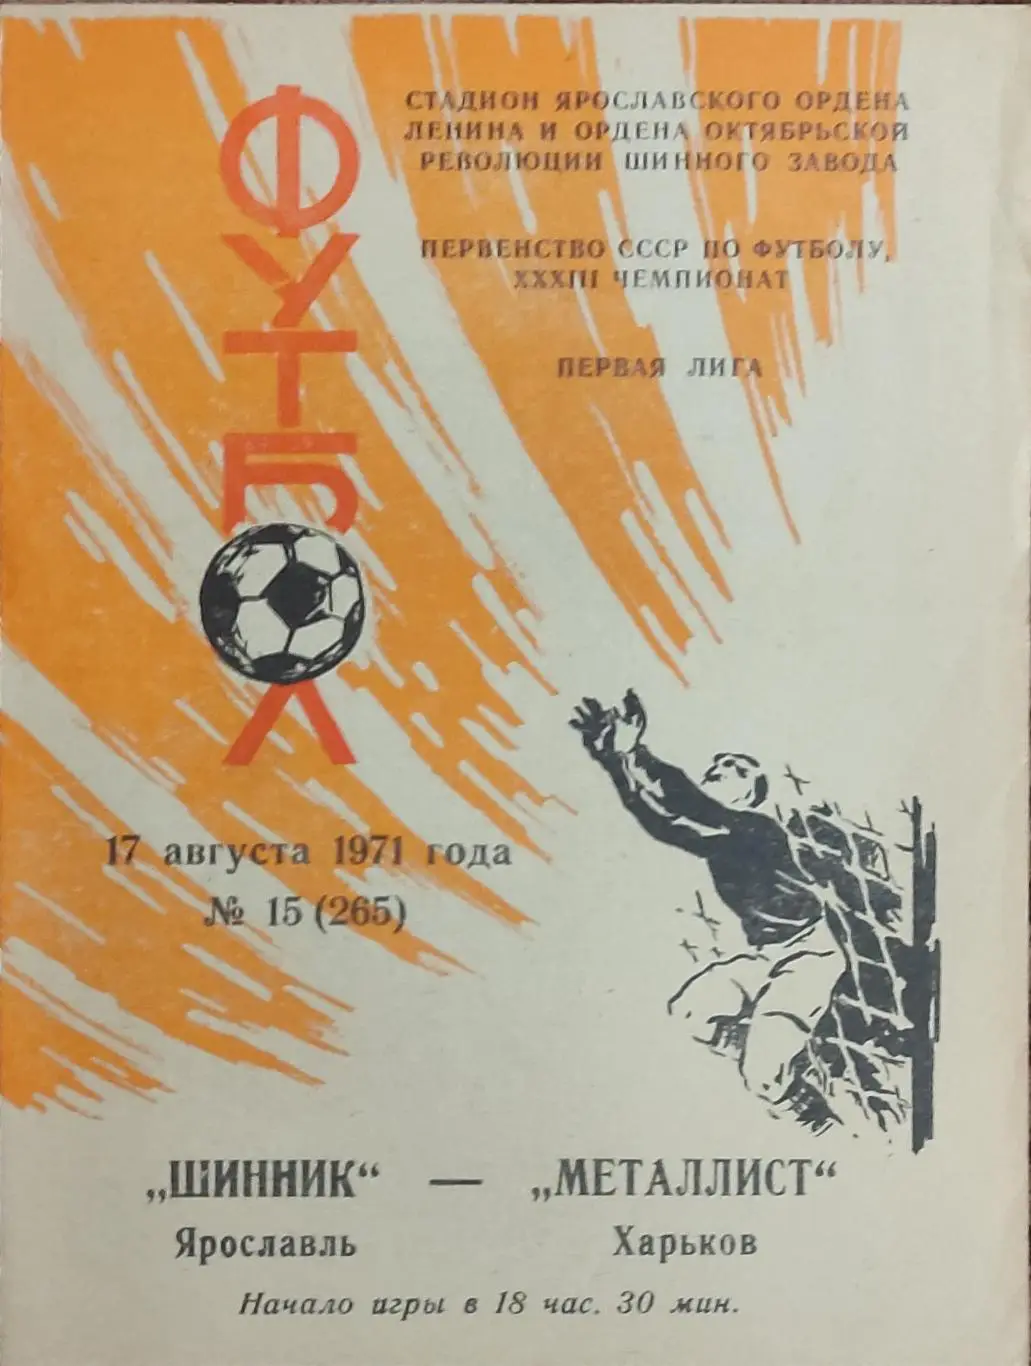 ФУТБОЛ
СТАДИОН ЯРОСЛАВСКОГО ОРДЕНА
ЛЕНИНА И ОРДЕНА ОКТЯБРЬСКОЙ
РЕВОЛЮЦИИ ШИННОГО ЗАВОДА
ПЕРВЕНСТВО СССР ПО ФУТБОЛУ,
XXXIII ЧЕМПИОНАТ
ПЕРВАЯ ЛИГА
17 августа 1971 года
№ 15 (265)
„ШИННИК“ — „МЕТАЛЛИСТ“
Ярославль Харьков
Начало игры в 18 час. 30 мин.